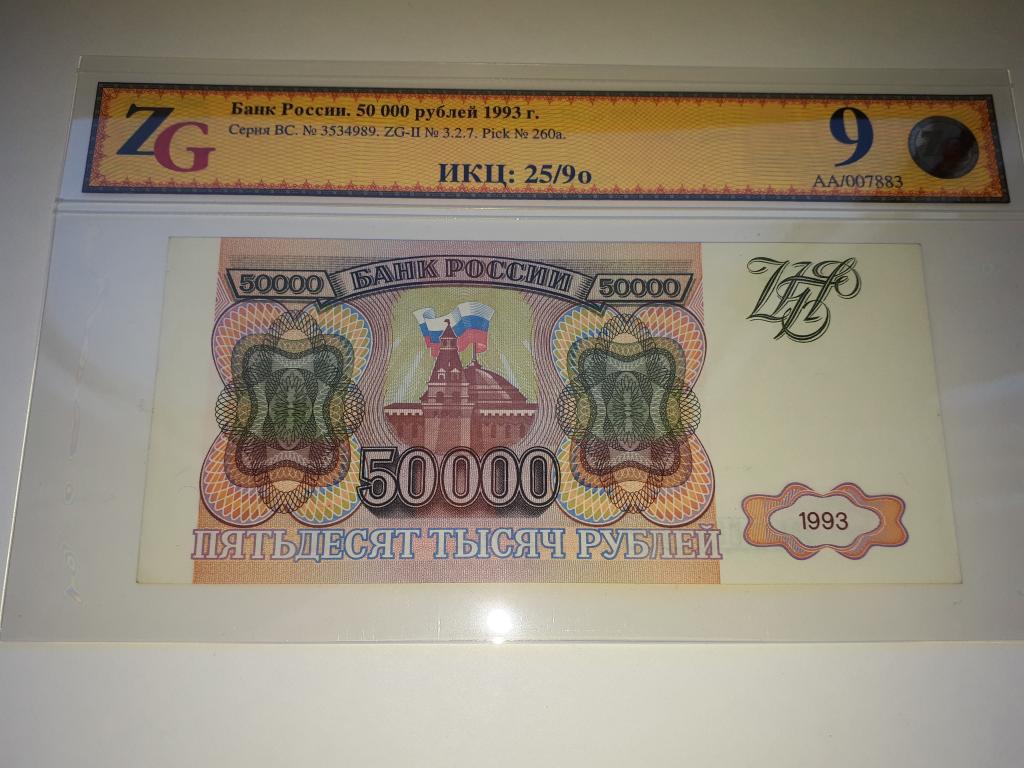 ZG
Банк России. 50 000 рублей 1993 г.
Серия ВС. № 3534989. ZG-II № 3.2.7. Pick № 260a.
ИКЦ: 25/9о
9
АА/007883
50000 БАНК РОССИИ 50000
50000
ПЯТЬДЕСЯТ ТЫСЯЧ РУБЛЕЙ
1993